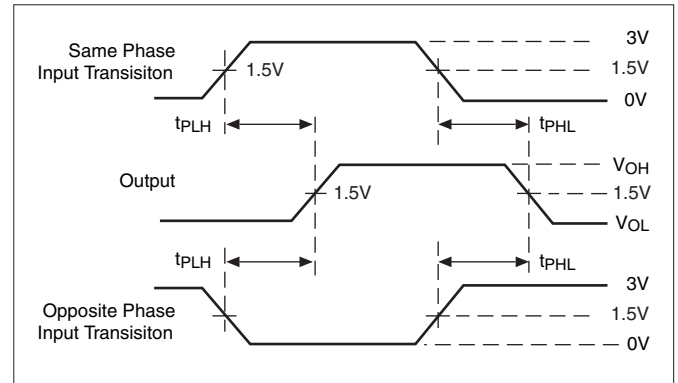 Same Phase
Input Transisiton
1.5V
3V
1.5V
0V
tPLH
tPHL
Output
1.5V
VOH
1.5V
VOL
tPLH
tPHL
Opposite Phase
Input Transisiton
3V
1.5V
0V